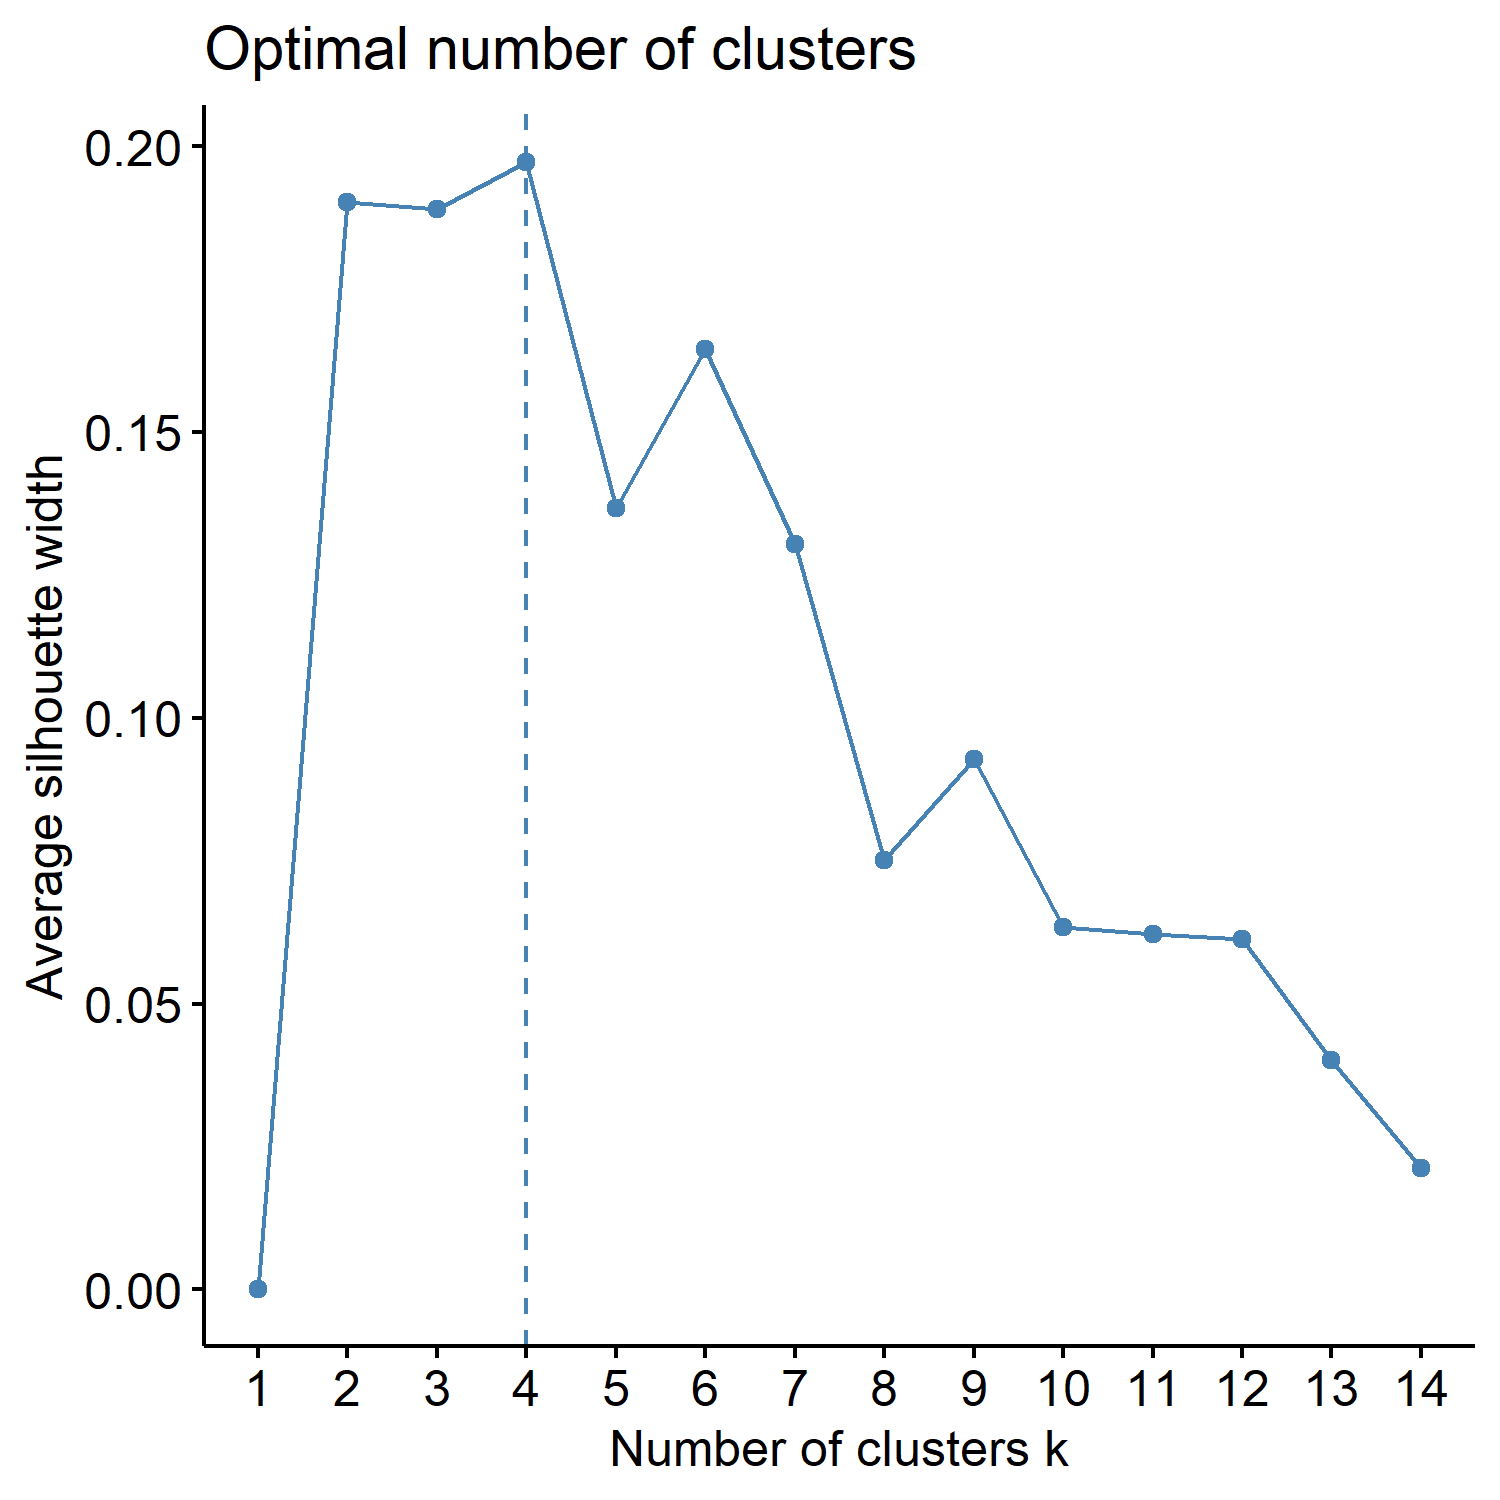 Optimal number of clusters
0.20
0.15
0.10
0.05
0.00
Average silhouette width
1 2 3 4 5 6 7 8 9 10 11 12 13 14
Number of clusters k